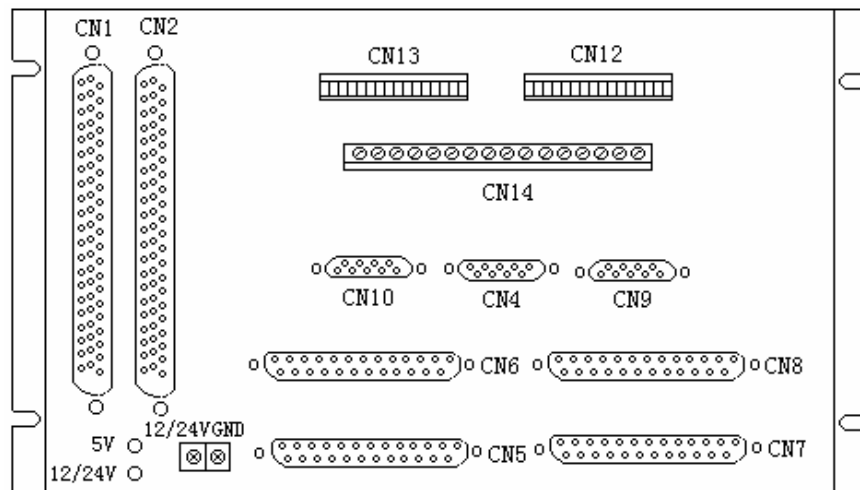 CN1 CN2
CN13 CN12
CN14
CN10 CN4 CN9
CN6 CN8
12/24VGND
5V
CN5 CN7
12/24V